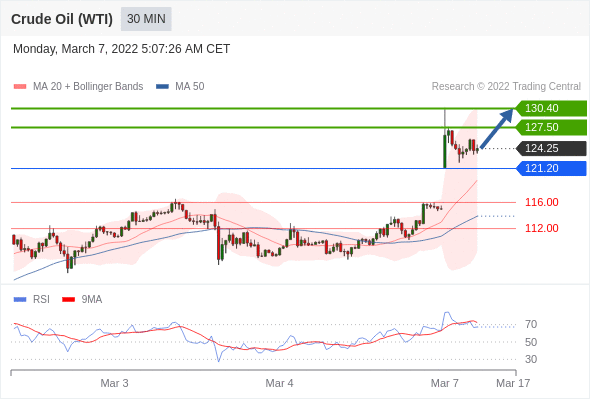 Crude Oil (WTI) 30 MIN
Monday, March 7, 2022 5:07:26 AM CET
MA 20 + Bollinger Bands MA 50 Research © 2022 Trading Central
130.40
127.50
124.25
121.20
116.00
112.00
RSI 9MA
70
50
30
Mar 3 Mar 4 Mar 7 Mar 17